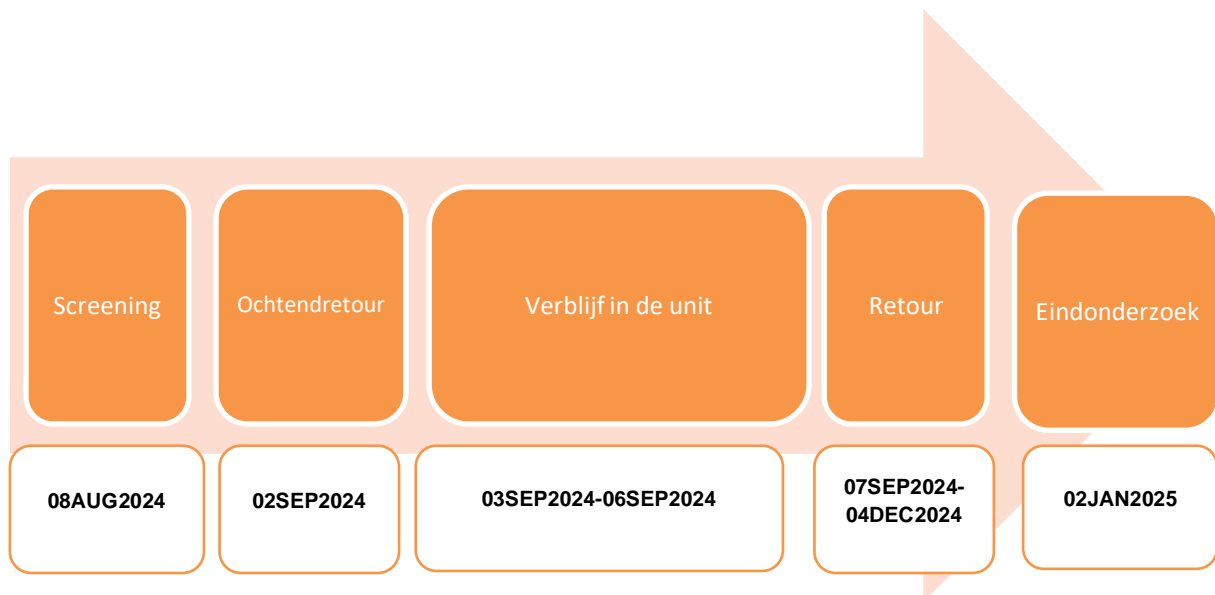 Screening
Ochtendretour
Verblijf in de unit
Retour
Eindonderzoek
08AUG2024
02SEP2024
03SEP2024-06SEP2024
07SEP2024-
04DEC2024
02JAN2025